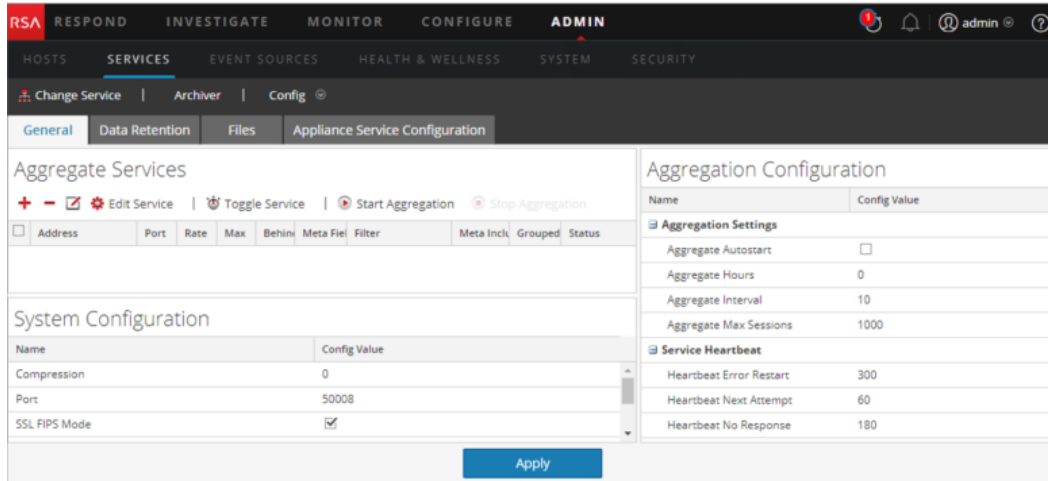 RSA RESPOND INVESTIGATE MONITOR CONFIGURE ADMIN 1 admin ?
HOSTS SERVICES EVENT SOURCES HEALTH & WELLNESS SYSTEM SECURITY
Change Service | Archiver | Config
General Data Retention Files Appliance Service Configuration
Aggregate Services
Edit Service | Toggle Service | Start Aggregation Stop Aggregation
Address Port Rate Max Behind Meta Fiel Filter Meta Inclu Grouped Status
System Configuration
Name Config Value
Compression 0
Port 50008
SSL FIPS Mode
Aggregation Configuration
Name Config Value
Aggregation Settings
Aggregate Autostart
Aggregate Hours 0
Aggregate Interval 10
Aggregate Max Sessions 1000
Service Heartbeat
Heartbeat Error Restart 300
Heartbeat Next Attempt 60
Heartbeat No Response 180
Apply